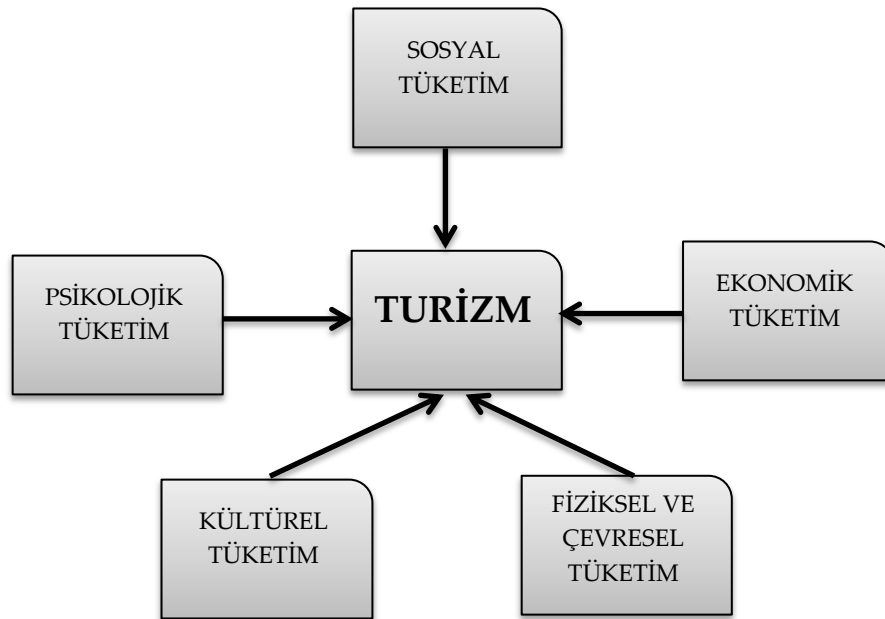 SOSYAL
TÜKETİM
PSİKOLOJİK
TÜKETİM
TURİZM
EKONOMİK
TÜKETİM
KÜLTÜREL
TÜKETİM
FİZİKSEL VE
ÇEVRESEL
TÜKETİM